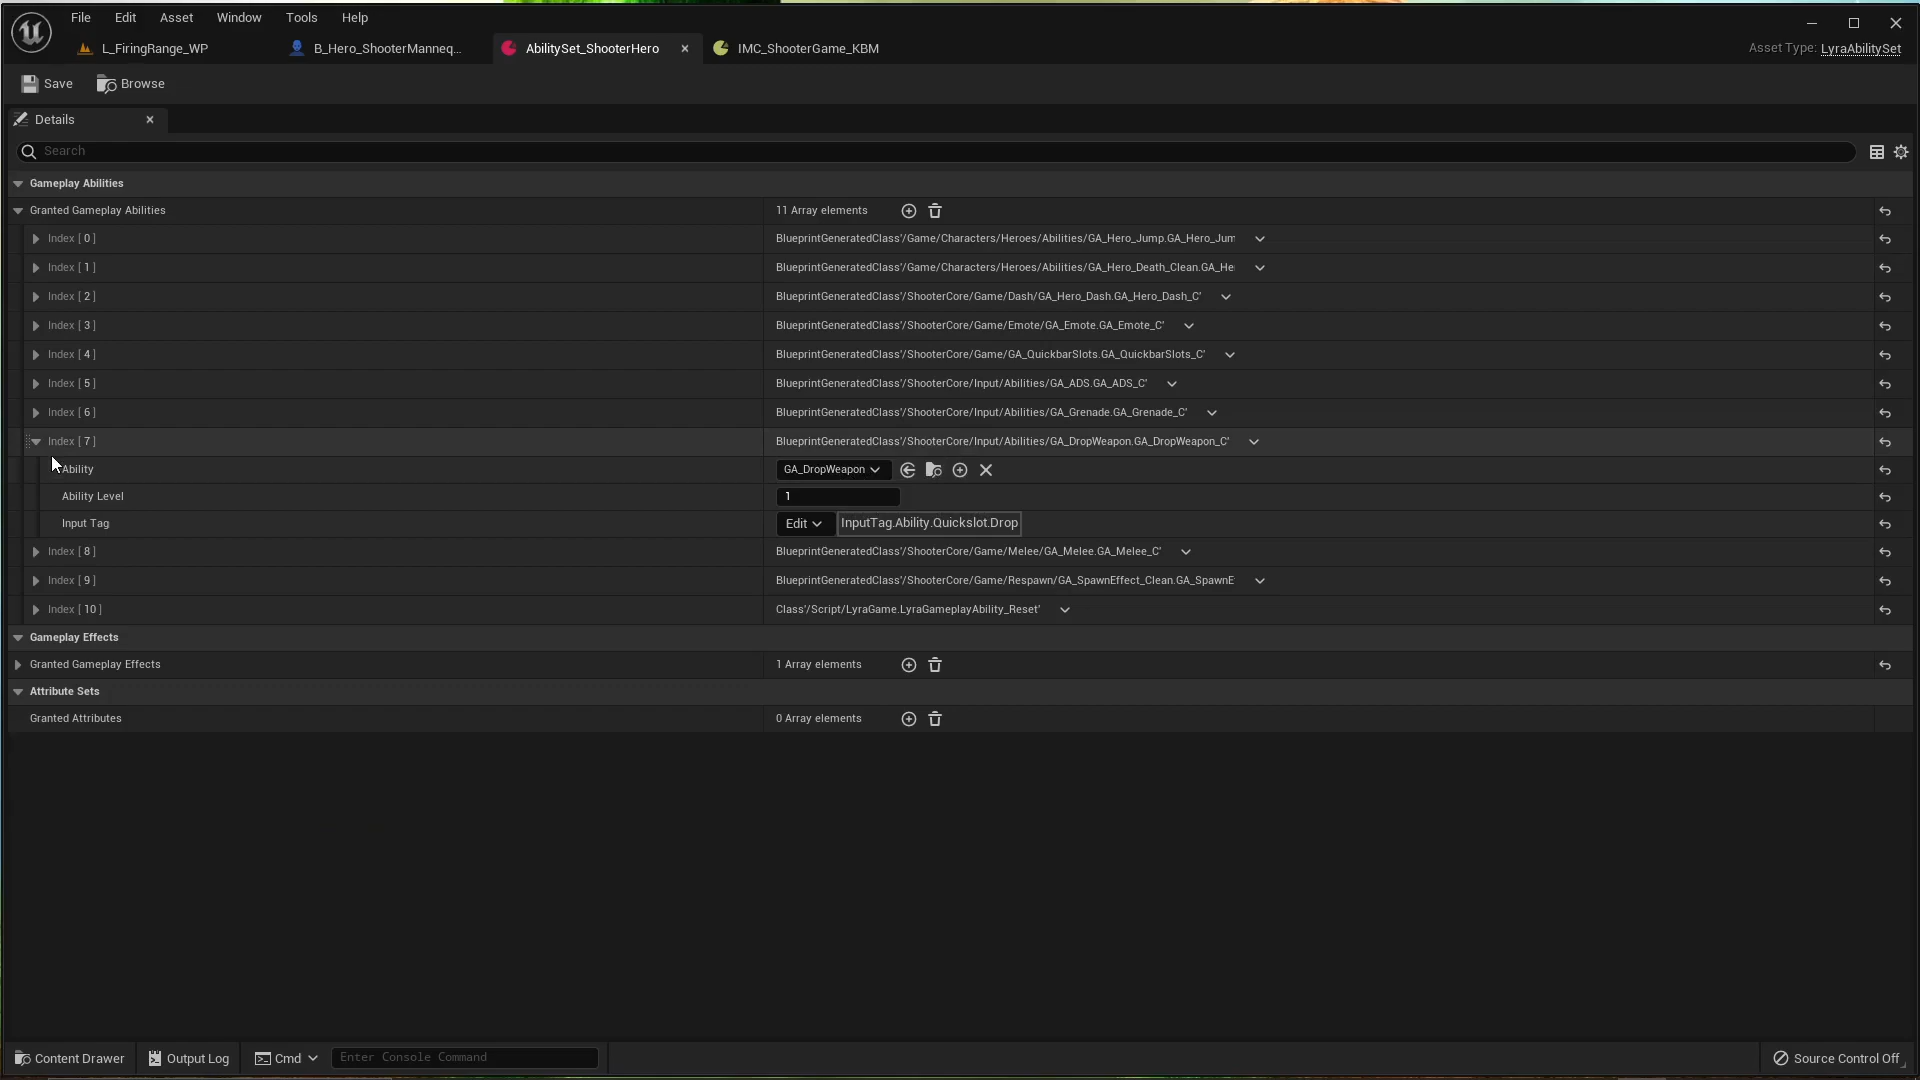 File Edit Asset Window Tools Help
L_FiringRange_WP B_Hero_ShooterManneq... AbilitySet_ShooterHero IMC_ShooterGame_KBM Asset Type: LyraAbilitySet
Save Browse
Details
Search
Gameplay Abilities
Granted Gameplay Abilities 11 Array elements
Index [ 0 ] BlueprintGeneratedClass'/Game/Characters/Heroes/Abilities/GA_Hero_Jump.GA_Hero_Jum
Index [ 1 ] BlueprintGeneratedClass'/Game/Characters/Heroes/Abilities/GA_Hero_Death_Clean.GA_He
Index [ 2 ] BlueprintGeneratedClass'/ShooterCore/Game/Dash/GA_Hero_Dash.GA_Hero_Dash_C'
Index [ 3 ] BlueprintGeneratedClass'/ShooterCore/Game/Emote/GA_Emote.GA_Emote_C'
Index [ 4 ] BlueprintGeneratedClass'/ShooterCore/Game/GA_QuickbarSlots.GA_QuickbarSlots_C'
Index [ 5 ] BlueprintGeneratedClass'/ShooterCore/Input/Abilities/GA_ADS.GA_ADS_C'
Index [ 6 ] BlueprintGeneratedClass'/ShooterCore/Input/Abilities/GA_Grenade.GA_Grenade_C'
Index [ 7 ] BlueprintGeneratedClass'/ShooterCore/Input/Abilities/GA_DropWeapon.GA_DropWeapon_C'
Ability GA_DropWeapon
Ability Level 1
Input Tag Edit InputTag.Ability.Quickslot.Drop
Index [ 8 ] BlueprintGeneratedClass'/ShooterCore/Game/Melee/GA_Melee.GA_Melee_C'
Index [ 9 ] BlueprintGeneratedClass'/ShooterCore/Game/Respawn/GA_SpawnEffect_Clean.GA_SpawnE
Index [ 10 ] Class'/Script/LyraGame.LyraGameplayAbility_Reset'
Gameplay Effects
Granted Gameplay Effects 1 Array elements
Attribute Sets
Granted Attributes 0 Array elements
Content Drawer Output Log Cmd Enter Console Command Source Control Off